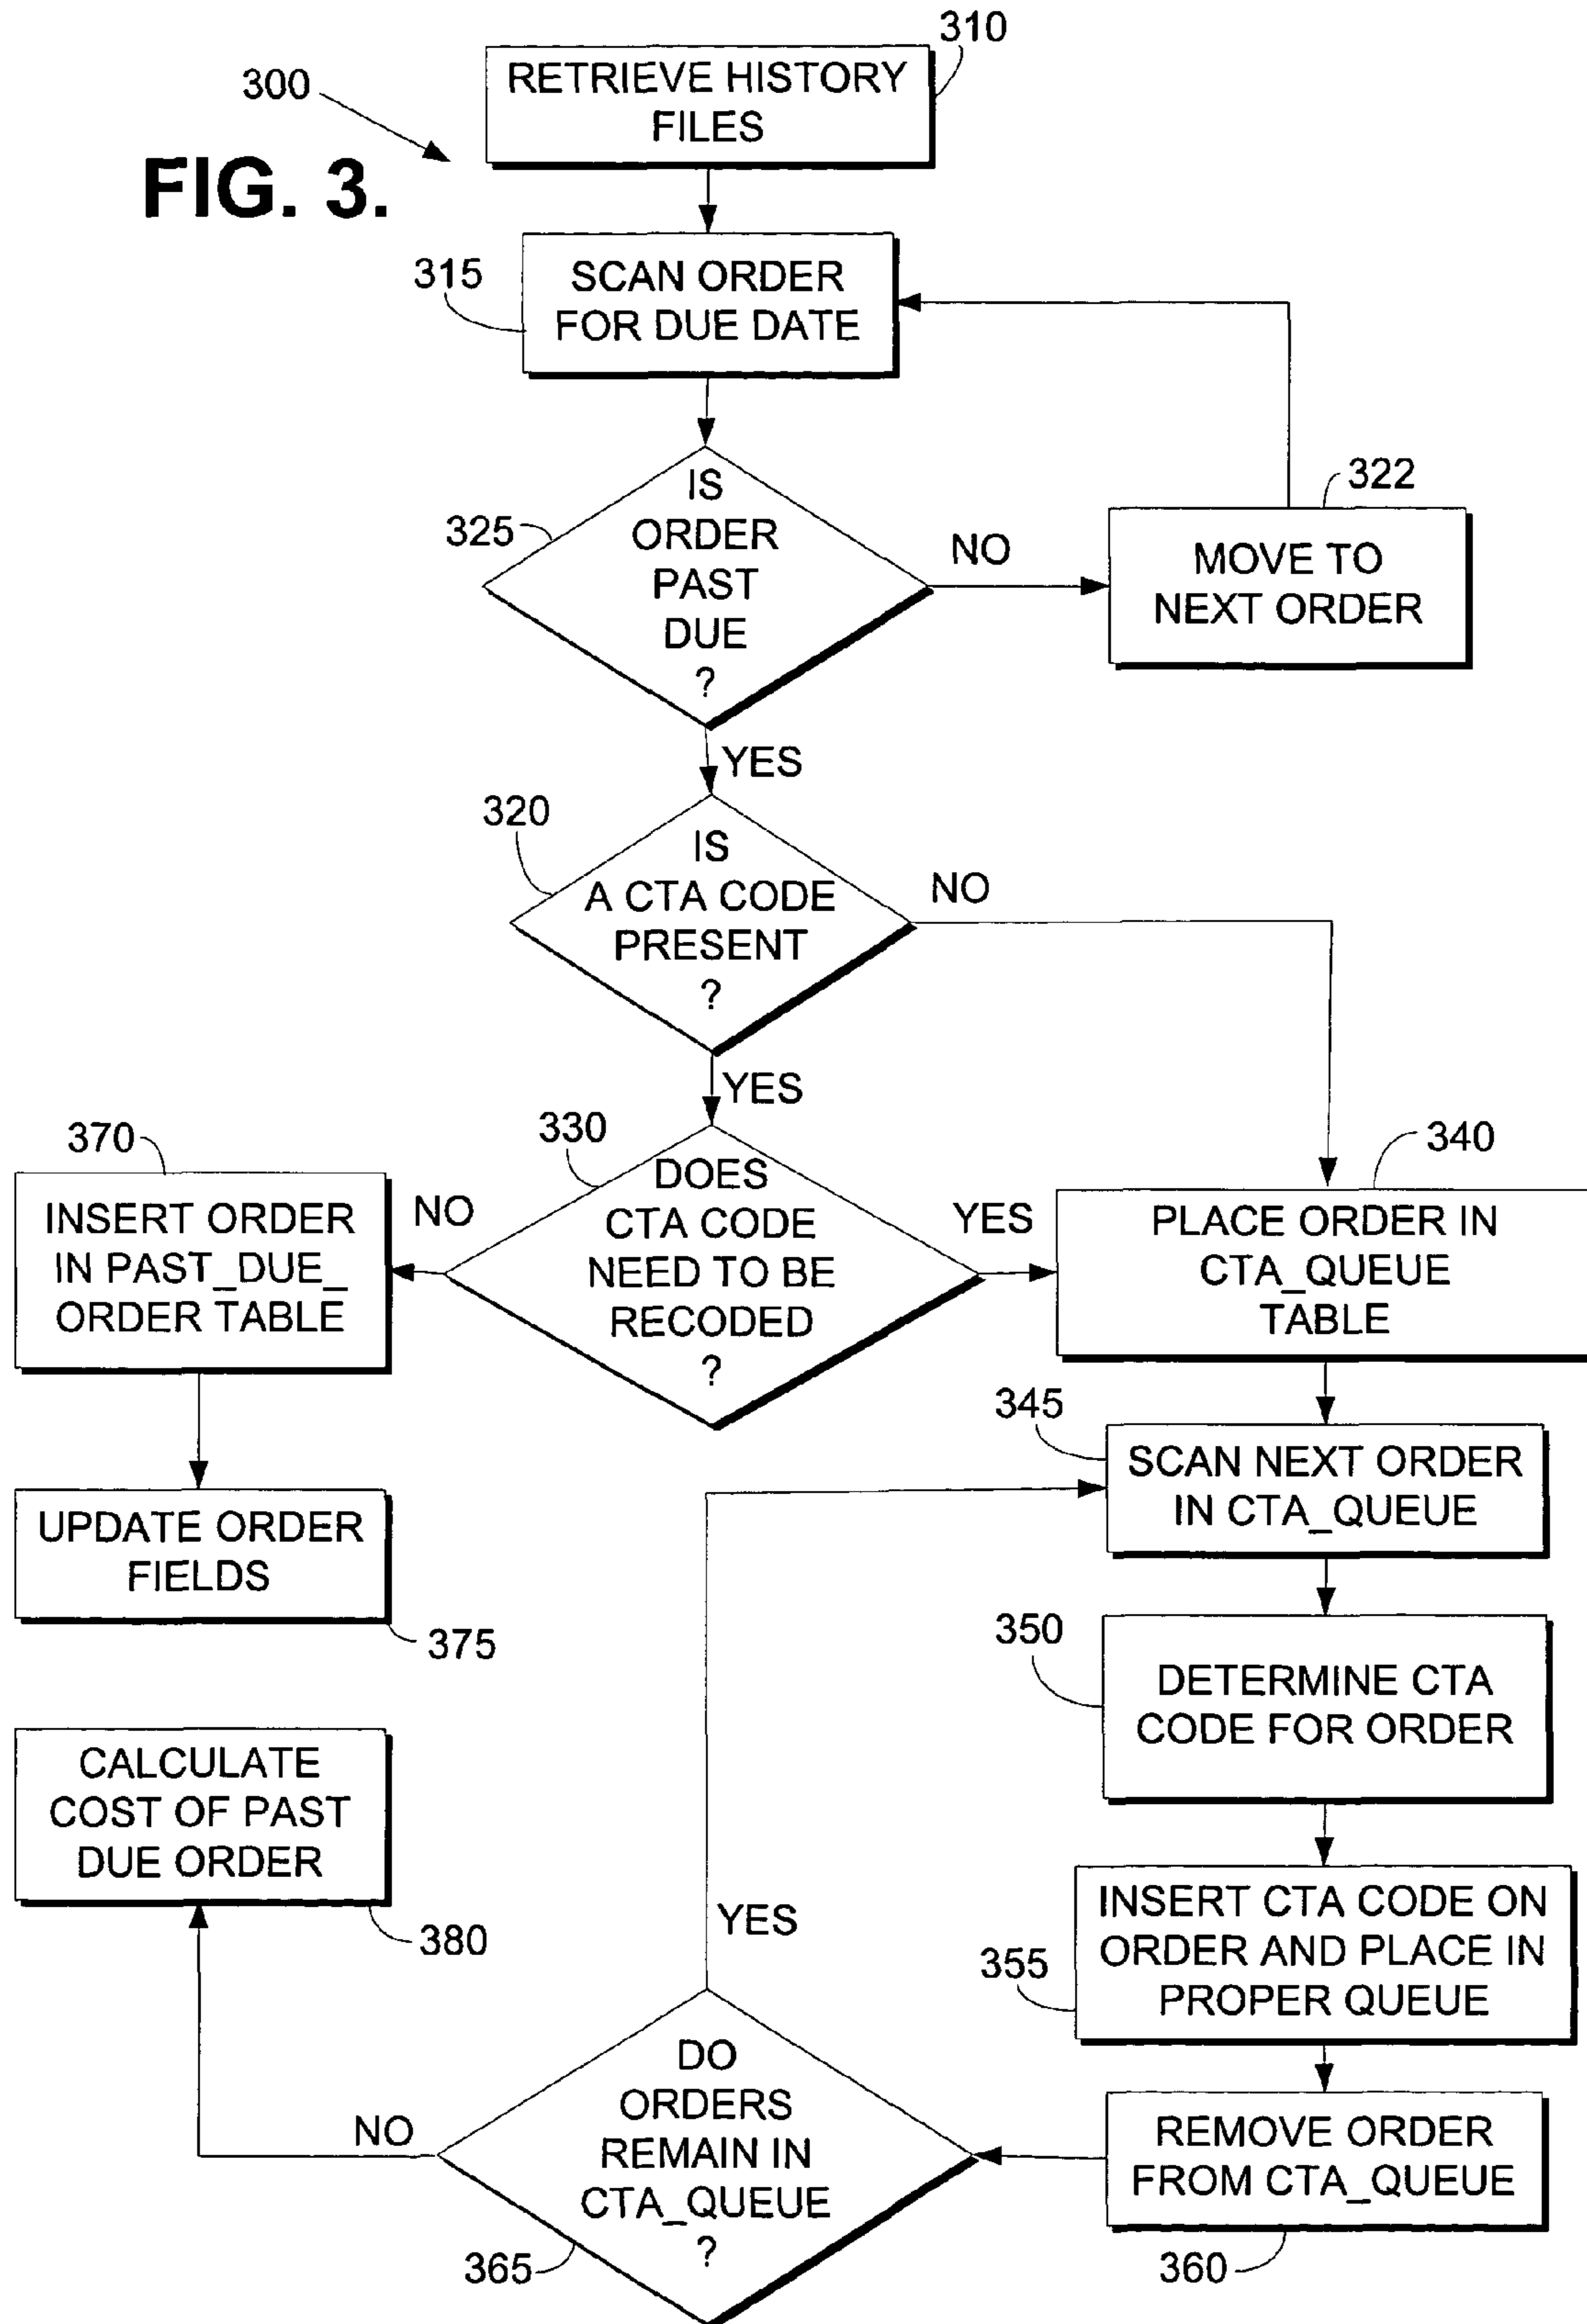 310
RETRIEVE HISTORY
FILES
300
FIG. 3.
315
SCAN ORDER
FOR DUE DATE
322
MOVE TO
NEXT ORDER
325
IS
ORDER
PAST
DUE
?
NO
YES
320
IS
A CTA CODE
PRESENT
?
NO
YES
370
INSERT ORDER
IN PAST_DUE_
ORDER TABLE
NO
330
DOES
CTA CODE
NEED TO BE
RECODED
?
YES
340
PLACE ORDER IN
CTA_QUEUE
TABLE
345
SCAN NEXT ORDER
IN CTA_QUEUE
UPDATE ORDER
FIELDS
375
350
DETERMINE CTA
CODE FOR ORDER
CALCULATE
COST OF PAST
DUE ORDER
380
355
INSERT CTA CODE ON
ORDER AND PLACE IN
PROPER QUEUE
YES
DO
ORDERS
REMAIN IN
CTA_QUEUE
?
NO
365
REMOVE ORDER
FROM CTA_QUEUE
360